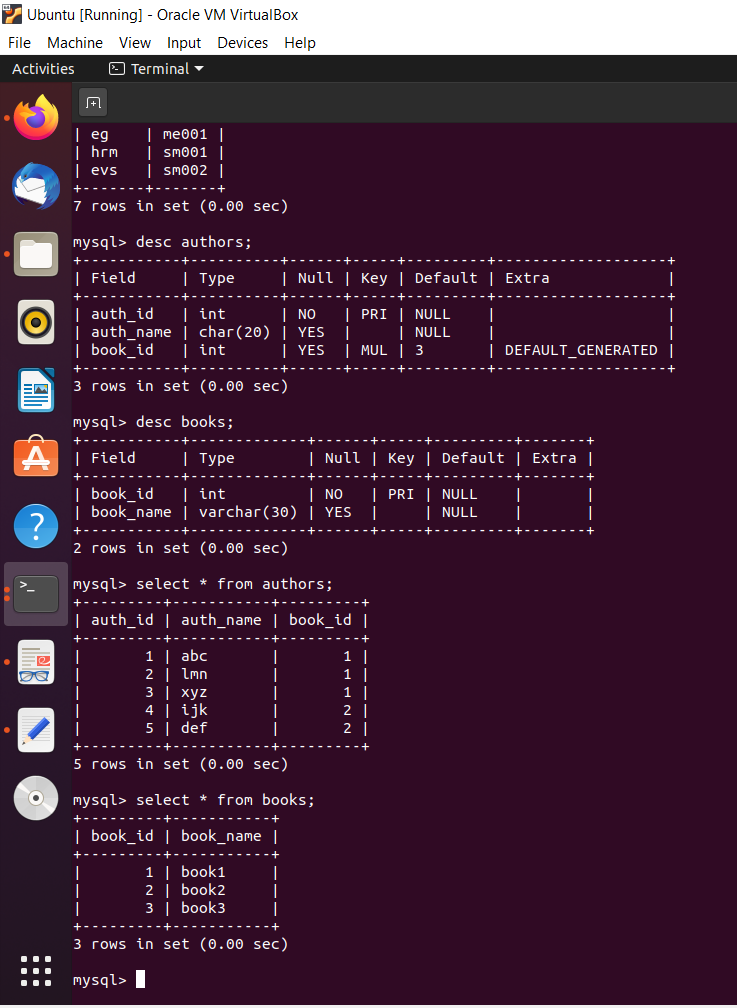 Ubuntu [Running] - Oracle VM VirtualBox
File Machine View Input Devices Help
Activities Terminal
| eg    | me001 |
| hrm   | sm001 |
| evs   | sm002 |
+-------+-------+
7 rows in set (0.00 sec)
mysql> desc authors;
+-----------+----------+------+-----+---------+-------------------+
| Field     | Type     | Null | Key | Default | Extra             |
+-----------+----------+------+-----+---------+-------------------+
| auth_id   | int      | NO   | PRI | NULL    |                   |
| auth_name | char(20) | YES  |     | NULL    |                   |
| book_id   | int      | YES  | MUL | 3       | DEFAULT_GENERATED |
+-----------+----------+------+-----+---------+-------------------+
3 rows in set (0.00 sec)
mysql> desc books;
+-----------+-------------+------+-----+---------+-------+
| Field     | Type        | Null | Key | Default | Extra |
+-----------+-------------+------+-----+---------+-------+
| book_id   | int         | NO   | PRI | NULL    |       |
| book_name | varchar(30) | YES  |     | NULL    |       |
+-----------+-------------+------+-----+---------+-------+
2 rows in set (0.00 sec)
mysql> select * from authors;
+---------+-----------+---------+
| auth_id | auth_name | book_id |
+---------+-----------+---------+
|       1 | abc       |       1 |
|       2 | lmn       |       1 |
|       3 | xyz       |       1 |
|       4 | ijk       |       2 |
|       5 | def       |       2 |
+---------+-----------+---------+
5 rows in set (0.00 sec)
mysql> select * from books;
+---------+-----------+
| book_id | book_name |
+---------+-----------+
|       1 | book1     |
|       2 | book2     |
|       3 | book3     |
+---------+-----------+
3 rows in set (0.00 sec)
mysql>